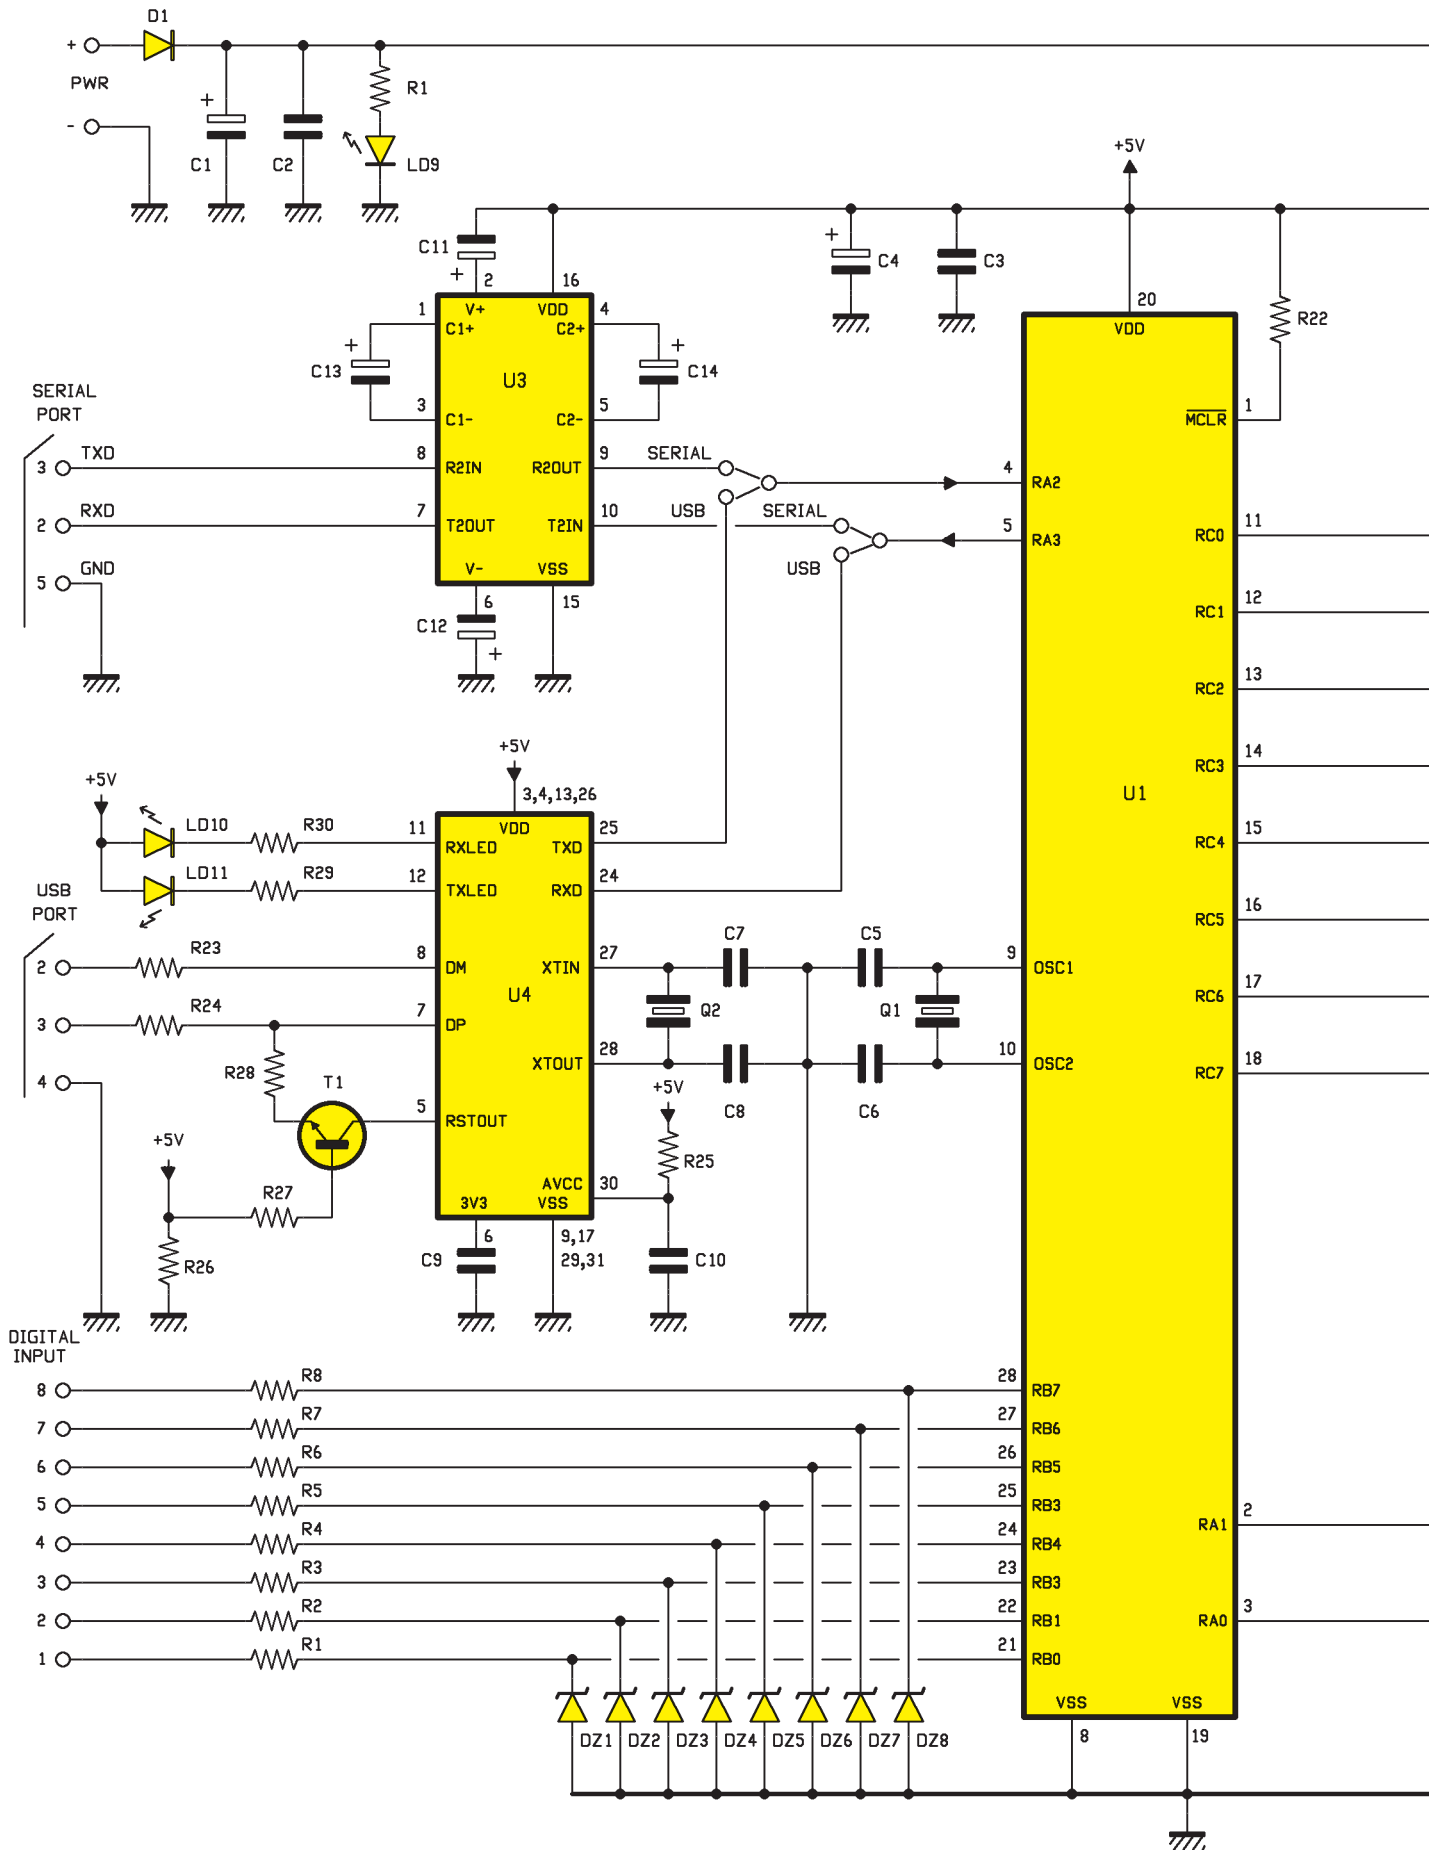 D1
+
PWR
-
+
C1
C2
R1
LD9
+5V
C11
+
2
16
+
C4
C3
R22
1
V+
VDD
4
C1+
C2+
+
C13
U3
+
C14
3
C1-
C2-
5
20
VDD
MCLR
1
SERIAL
PORT
3
TXD
8
R2IN
R2OUT
9
SERIAL
4
RA2
2
RXD
7
T2OUT
T2IN
10
USB
SERIAL
5
RA3
RC0
11
5
GND
V-
VSS
USB
6
15
C12
+
RC1
12
RC2
13
RC3
14
U1
RC4
15
RC5
16
RC6
17
RC7
18
+5V
3,4,13,26
+5V
LD10
R30
11
VDD
RXLED
TXD
25
LD11
R29
12
TXLED
RXD
24
USB
PORT
2
R23
8
DM
XTIN
27
C7
C5
9
OSC1
U4
Q2
Q1
3
R24
7
DP
4
R28
XTOUT
28
C8
C6
10
OSC2
T1
5
RSTOUT
+5V
R25
+5V
R27
R26
AVCC
30
3V3
VSS
6
9,17
29,31
C9
C10
DIGITAL
INPUT
8
R8
28
RB7
7
R7
27
RB6
6
R6
26
RB5
5
R5
25
RB3
4
R4
24
RB4
3
R3
23
RB3
2
R2
22
RB1
1
R1
21
RB0
RA1
2
RA0
3
DZ1
DZ2
DZ3
DZ4
DZ5
DZ6
DZ7
DZ8
VSS
VSS
8
19